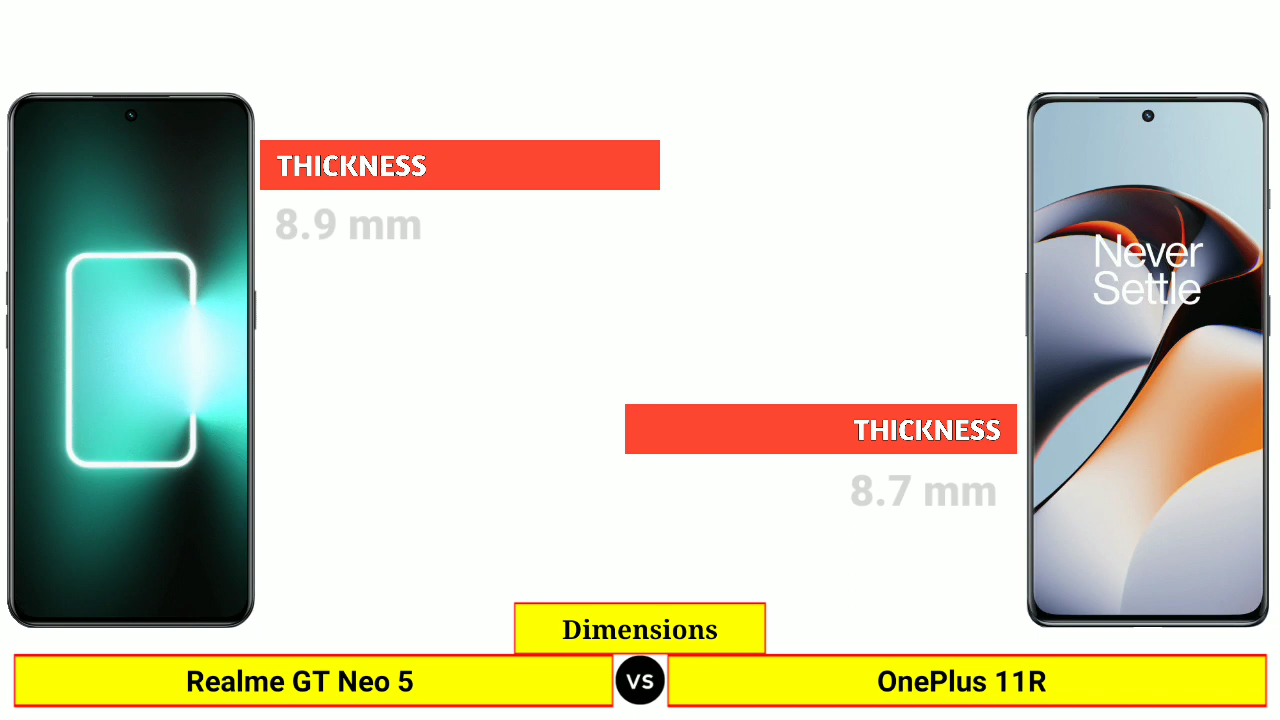 THICKNESS
8.9 mm
Never
Settle
THICKNESS
8.7 mm
Dimensions
Realme GT Neo 5
VS
OnePlus 11R